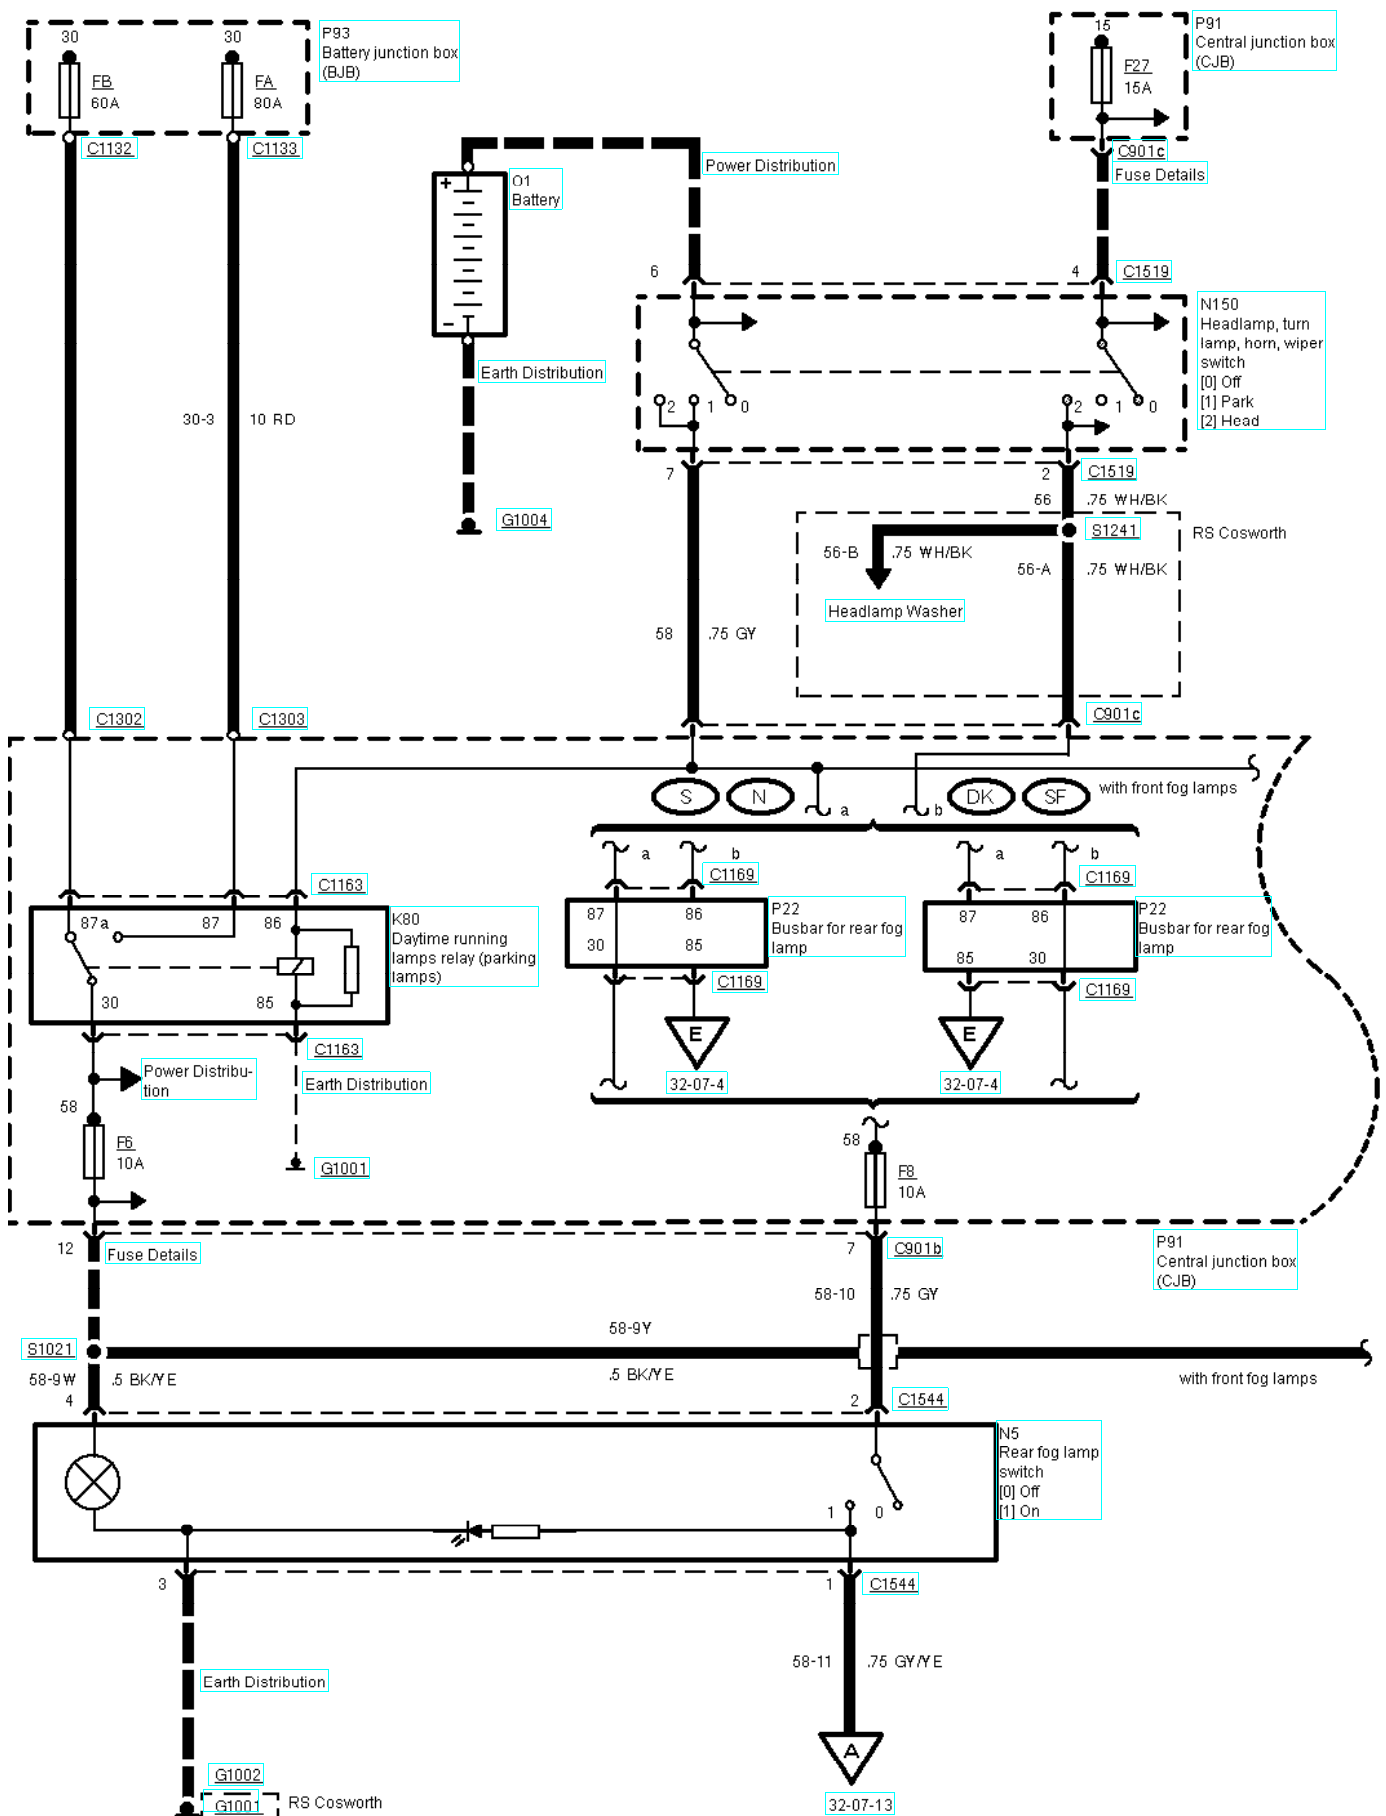 30
30
P93
Battery junction box
(BJB)
FB
60A
FA
80A
C1132
C1133
15
P91
Central junction box
(CJB)
F27
15A
C901c
Fuse Details
Power Distribution
+
01
Battery
−
6
4
C1519
N150
Headlamp, turn
lamp, horn, wiper
switch
[0] Off
[1] Park
[2] Head
Earth Distribution
2
1
0
2
1
0
30-3
10 RD
7
2
C1519
56
.75 WH/BK
G1004
S1241
RS Cosworth
56-B
.75 WH/BK
56-A
.75 WH/BK
Headlamp Washer
58
.75 GY
C1302
C1303
C901c
S
N
a
b
DK
SF
with front fog lamps
a
b
a
b
C1163
C1169
C1169
87a
87
86
K80
Daytime running
lamps relay (parking
lamps)
30
85
87
86
30
85
P22
Busbar for rear fog
lamp
87
86
85
30
P22
Busbar for rear fog
lamp
C1169
C1169
E
E
C1163
Power Distribu-
tion
Earth Distribution
32-07-4
32-07-4
58
F6
10A
G1001
58
F8
10A
12
Fuse Details
7
C901b
P91
Central junction box
(CJB)
58-10
.75 GY
S1021
58-9Y
58-9W
.5 BK/YE
.5 BK/YE
with front fog lamps
4
2
C1544
N5
Rear fog lamp
switch
[0] Off
[1] On
1
0
3
1
C1544
58-11
.75 GY/YE
Earth Distribution
A
G1002
G1001
RS Cosworth
32-07-13